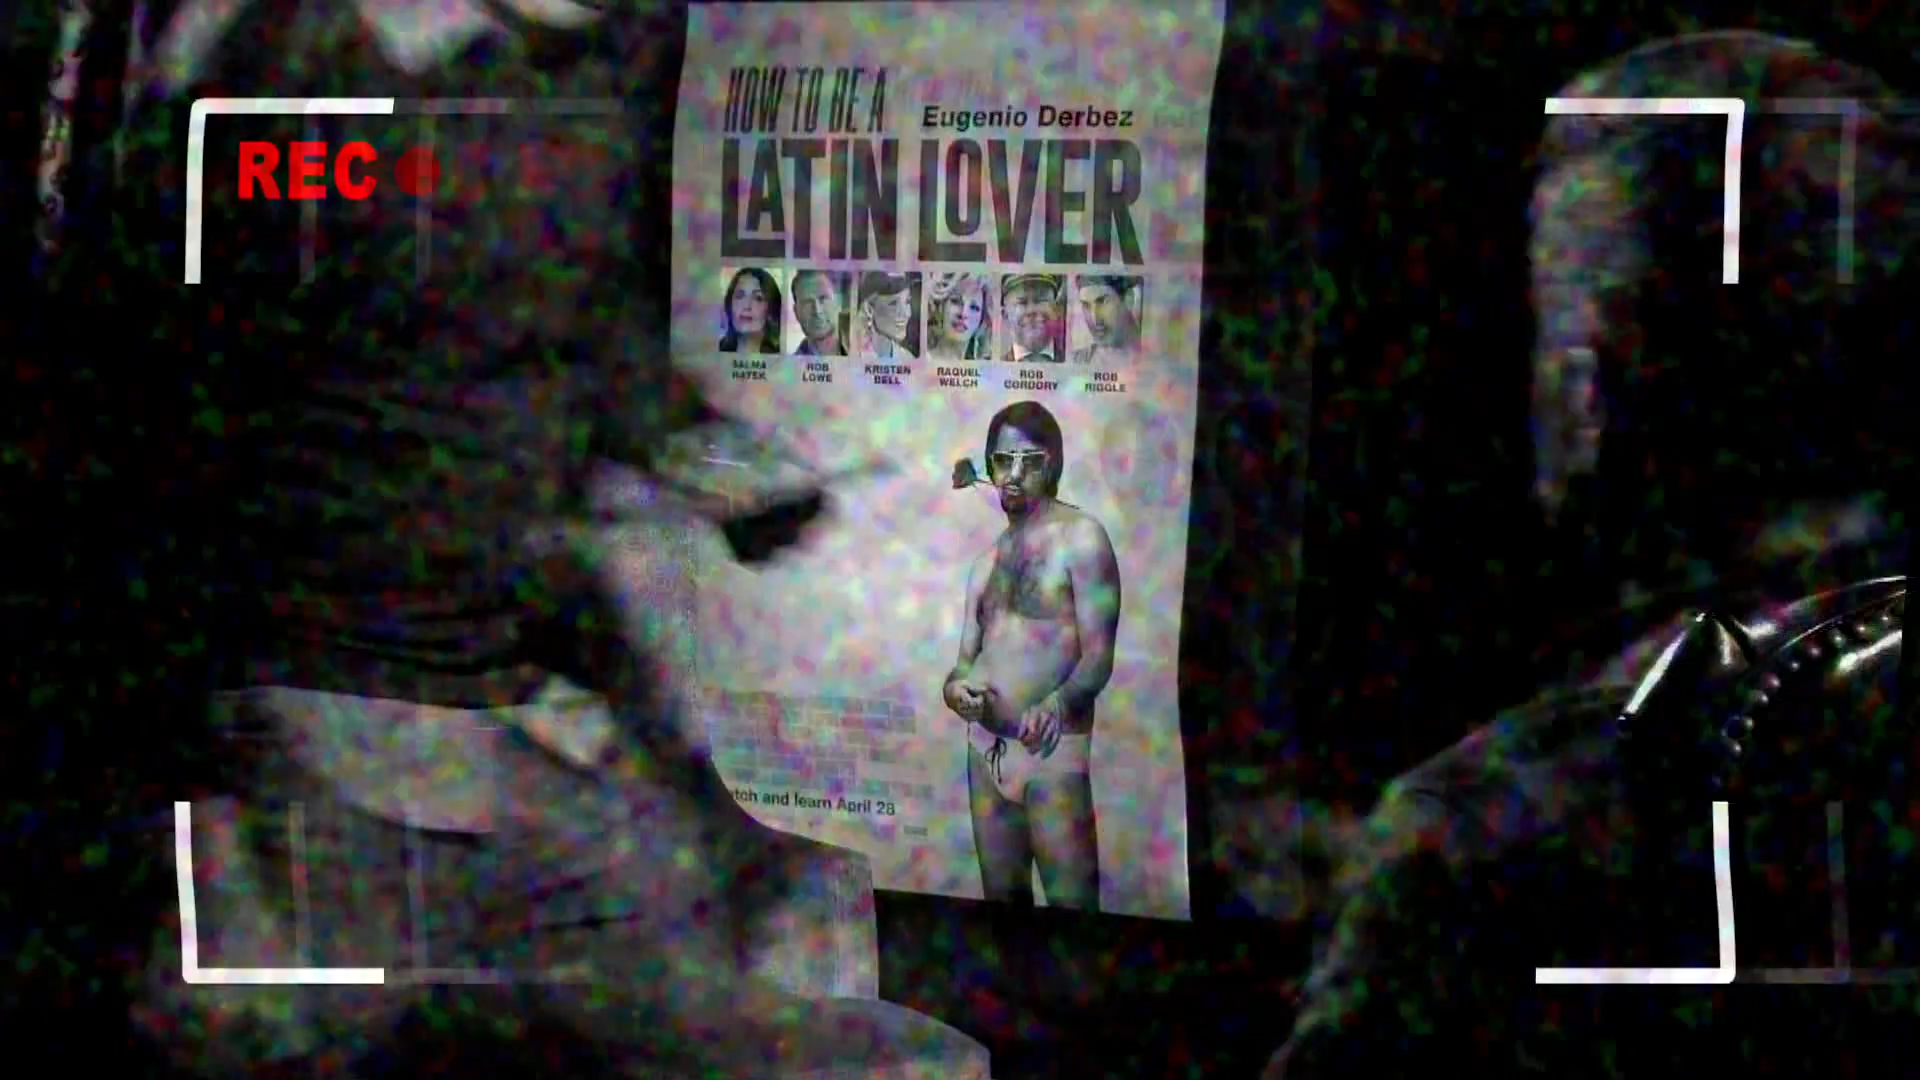 REC
HOW TO BE A
Eugenio Derbez
LATIN LOVER
SALMA HAYEK
ROB LOWE
KRISTEN BELL
RAQUEL WELCH
ROB CORDDRY
ROB RIGGLE
and learn April 28